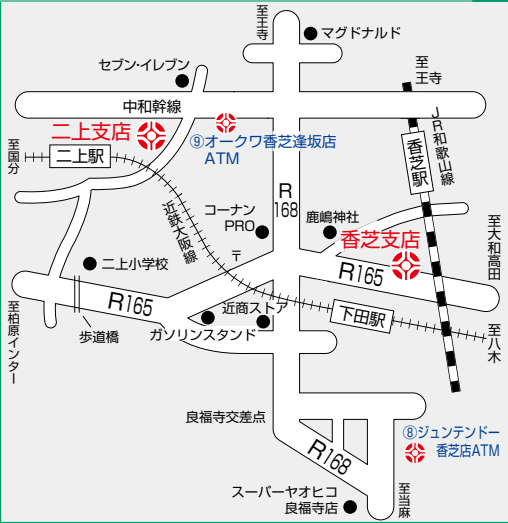 至王寺
マグドナルド
セブン・イレブン
至王寺
中和幹線
JR和歌山線
二上支店
⑨オークワ香芝逢坂店
ATM
香芝駅
至国分
二上駅
R
168
近鉄大阪線
コーナン
PRO
鹿嶋神社
香芝支店
至大和高田
〒
二上小学校
R165
R165
至柏原インター
近商ストア
下田駅
歩道橋
ガソリンスタンド
至八木
良福寺交差点
⑧ジュンテンドー
香芝店ATM
R168
スーパーヤオヒコ
良福寺店
至当麻